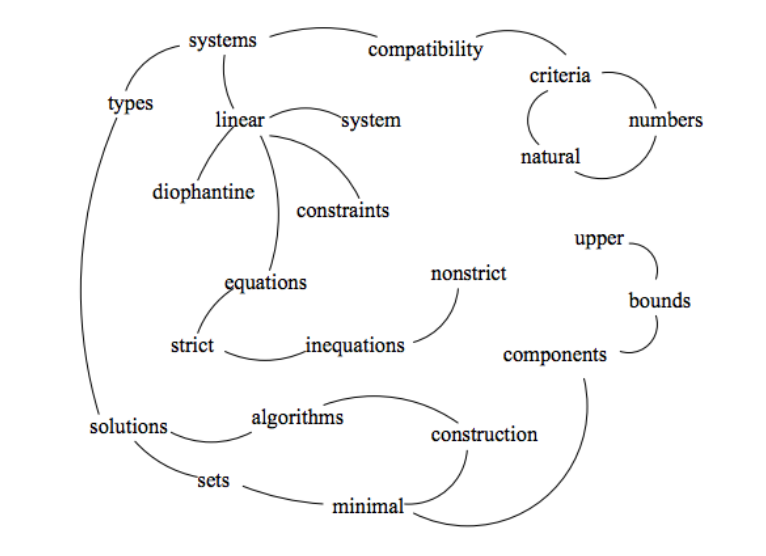 systems
compatibility
criteria
types
linear
system
numbers
natural
diophantine
constraints
upper
equations
nonstrict
bounds
strict
inequations
components
solutions
algorithms
construction
sets
minimal